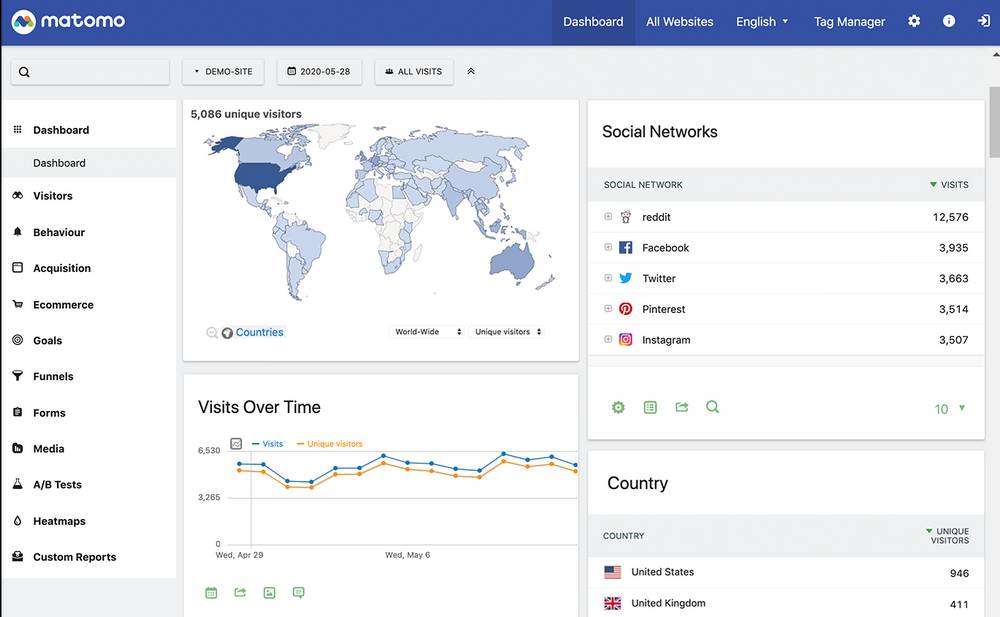 matomo
Dashboard All Websites English Tag Manager
DEMO-SITE 2020-05-28 ALL VISITS
Dashboard
Dashboard
Visitors
Behaviour
Acquisition
Ecommerce
Goals
Funnels
Forms
Media
A/B Tests
Heatmaps
Custom Reports
5,086 unique visitors
Countries World-Wide Unique visitors
Visits Over Time
Visits Unique visitors
6,530
3,265
0
Wed, Apr 29 Wed, May 6
Social Networks
SOCIAL NETWORK VISITS
reddit 12,576
Facebook 3,935
Twitter 3,663
Pinterest 3,514
Instagram 3,507
10
Country
COUNTRY UNIQUE
VISITORS
United States 946
United Kingdom 411